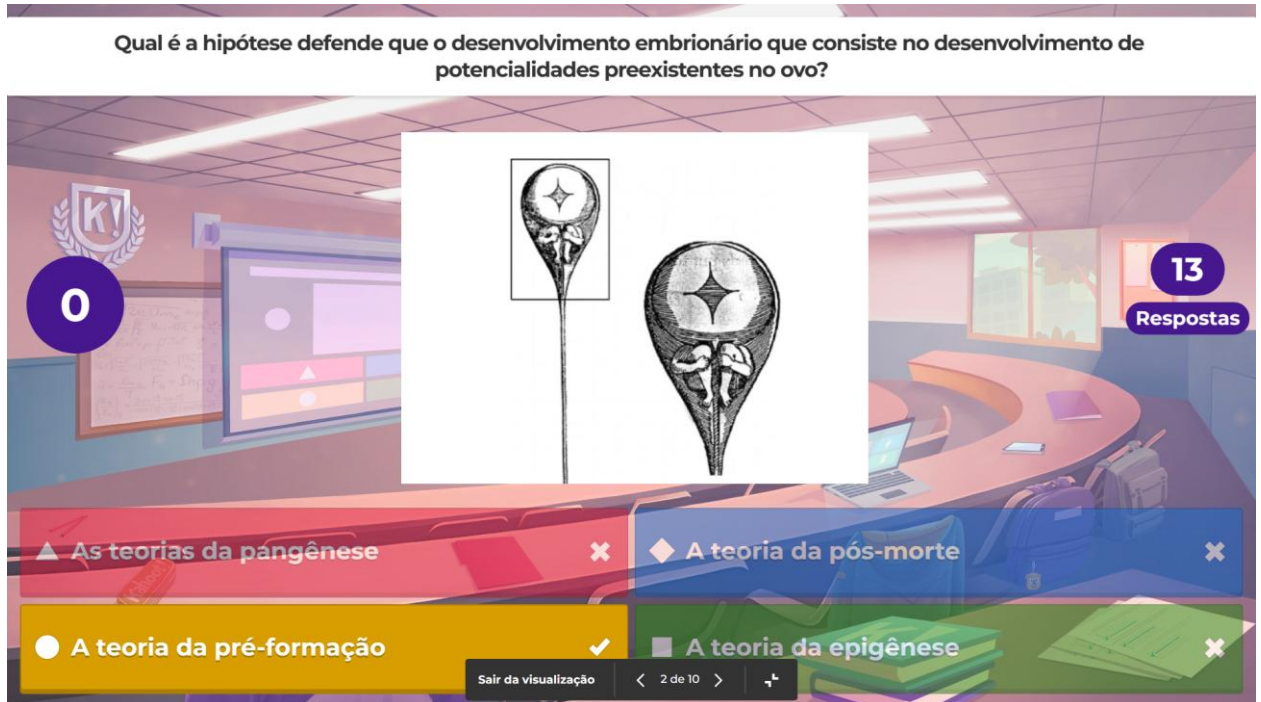 Qual é a hipótese defende que o desenvolvimento embrionário que consiste no desenvolvimento de
potencialidades preexistentes no ovo?
K!
0
13
Respostas
As teorias da pangênese
A teoria da pós-morte
A teoria da pré-formação
A teoria da epigênese
Sair da visualização
2 de 10